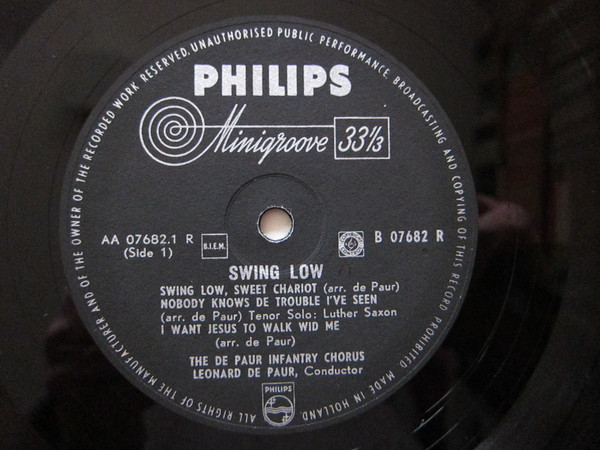 ALL RIGHTS OF THE MANUFACTURER AND OF THE OWNER OF THE RECORDED WORK RESERVED. UNAUTHORISED PUBLIC PERFORMANCE, BROADCASTING AND COPYING OF THIS RECORD PROHIBITED MADE IN HOLLAND.
PHILIPS
Minigroove 33 1/3
AA 07682.1 R
(Side 1)
B.I.E.M.
B 07682 R
SWING LOW
SWING LOW, SWEET CHARIOT (arr. de Paur)
NOBODY KNOWS DE TROUBLE I'VE SEEN
(arr. de Paur) Tenor Solo: Luther Saxon
I WANT JESUS TO WALK WID ME
(arr. de Paur)
THE DE PAUR INFANTRY CHORUS
LEONARD DE PAUR, Conductor
PHILIPS